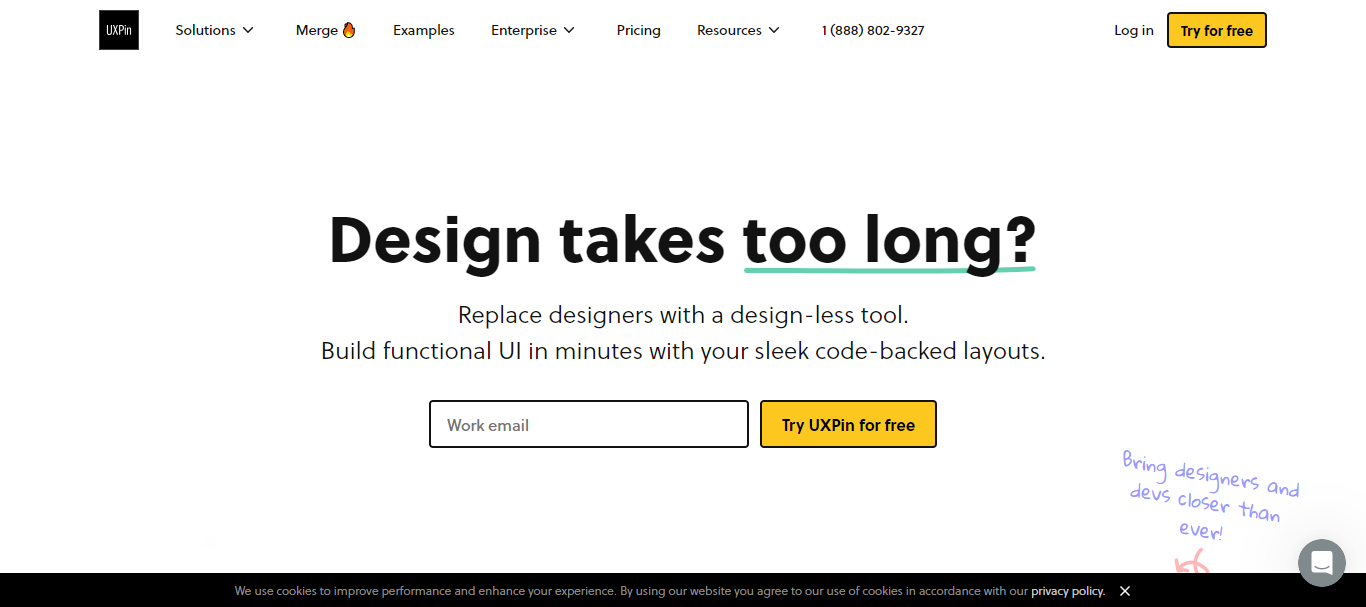 UXPin
Solutions
Merge
Examples
Enterprise
Pricing
Resources
1 (888) 802-9327
Log in
Try for free
Design takes too long?
Replace designers with a design-less tool.
Build functional UI in minutes with your sleek code-backed layouts.
Work email
Try UXPin for free
Bring designers and
devs closer than
ever!
We use cookies to improve performance and enhance your experience. By using our website you agree to our use of cookies in accordance with our privacy policy.